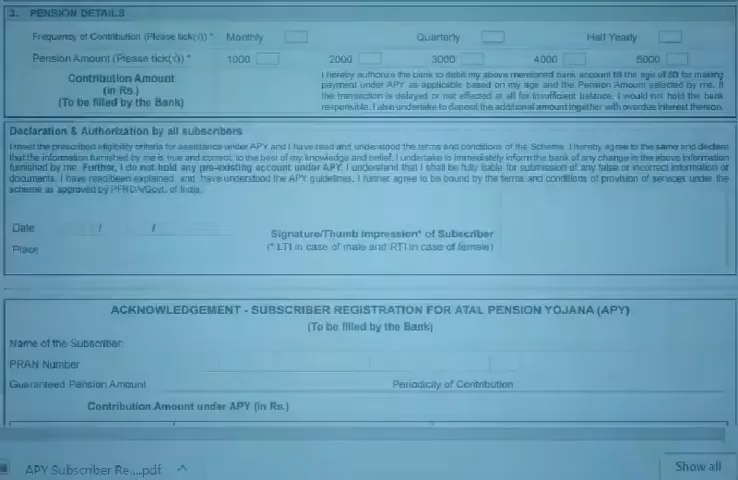 3. PENSION DETAILS
Frequency of Contribution (Please tick(√)) * Monthly Quarterly Half Yearly
Pension Amount (Please tick(√)) * 1000 2000 3000 4000 5000
Contribution Amount
(in Rs.)
(To be filled by the Bank)
I hereby authorize the bank to debit my above mentioned bank account till the age of 60 for making
payment under APY as applicable based on my age and the Pension Amount selected by me. If
the transaction is delayed or not effected at all for insufficient balance, I would not hold the bank
responsible. I also undertake to deposit the additional amount together with overdue interest thereon.
Declaration & Authorization by all subscribers
I meet the prescribed eligibility criteria for assistance under APY and I have read and understood the terms and conditions of the Scheme. I hereby agree to the same and declare
that the information furnished by me is true and correct, to the best of my knowledge and belief. I undertake to immediately inform the bank of any change in the above information
furnished by me. Further, I do not hold any pre-existing account under APY. I understand that I shall be fully liable for submission of any false or incorrect information or
documents. I have read/been explained and have understood the APY guidelines. I further agree to be bound by the terms and conditions of provision of services under the
scheme as approved by PFRDA/Govt. of India.
Date / /
Place
Signature/Thumb Impression* of Subscriber
(* LTI in case of male and RTI in case of female)
ACKNOWLEDGEMENT - SUBSCRIBER REGISTRATION FOR ATAL PENSION YOJANA (APY)
(To be filled by the Bank)
Name of the Subscriber:
PRAN Number
Guaranteed Pension Amount Periodicity of Contribution
Contribution Amount under APY (in Rs.)
APY Subscriber Re....pdf Show all